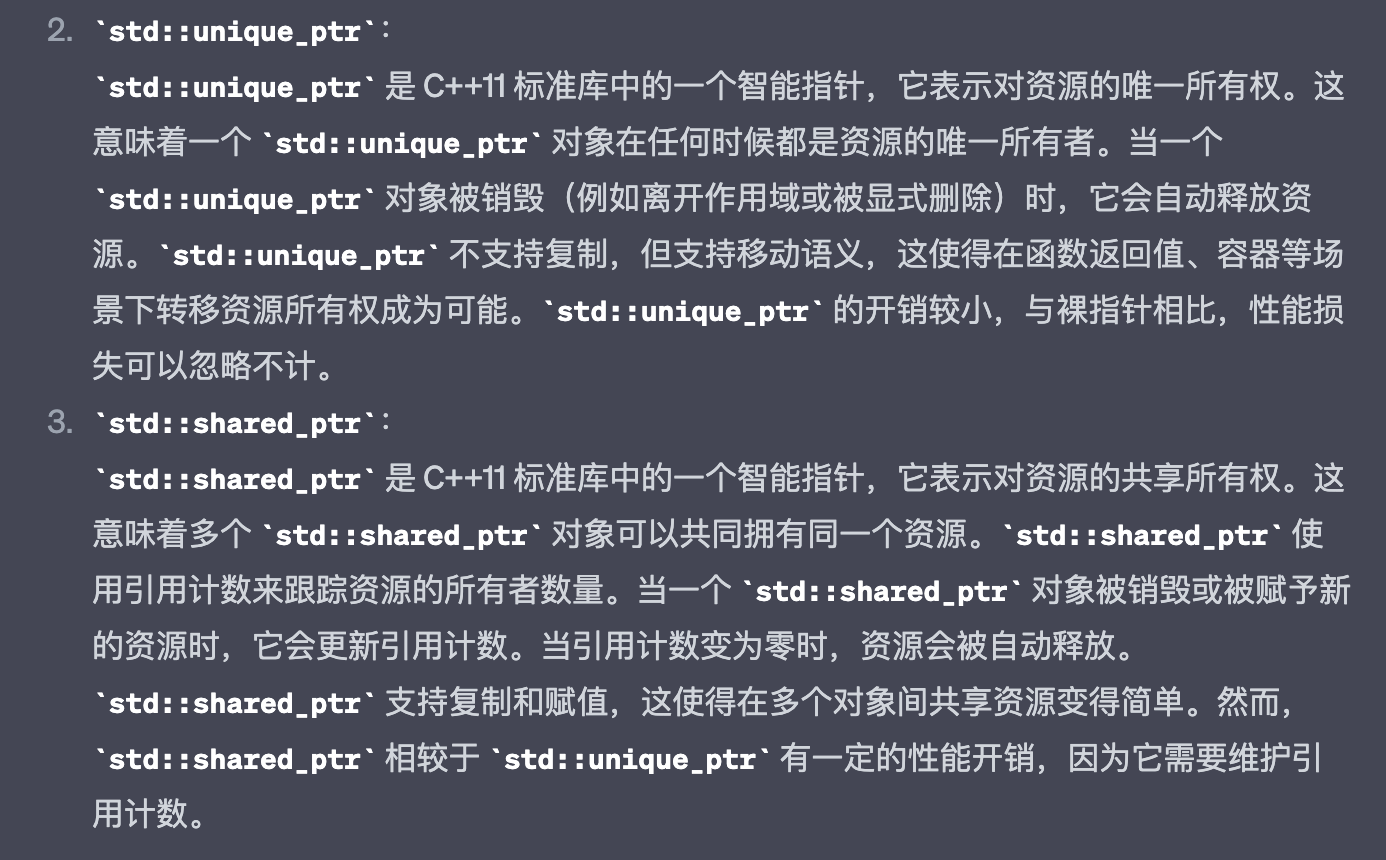 2. `std::unique_ptr`：
`std::unique_ptr` 是 C++11 标准库中的一个智能指针，它表示对资源的唯一所有权。这
意味着一个 `std::unique_ptr` 对象在任何时候都是资源的唯一所有者。当一个
`std::unique_ptr` 对象被销毁（例如离开作用域或被显式删除）时，它会自动释放资
源。`std::unique_ptr` 不支持复制，但支持移动语义，这使得在函数返回值、容器等场
景下转移资源所有权成为可能。`std::unique_ptr` 的开销较小，与裸指针相比，性能损
失可以忽略不计。
3. `std::shared_ptr`：
`std::shared_ptr` 是 C++11 标准库中的一个智能指针，它表示对资源的共享所有权。这
意味着多个 `std::shared_ptr` 对象可以共同拥有同一个资源。`std::shared_ptr` 使
用引用计数来跟踪资源的所有者数量。当一个 `std::shared_ptr` 对象被销毁或被赋予新
的资源时，它会更新引用计数。当引用计数变为零时，资源会被自动释放。
`std::shared_ptr` 支持复制和赋值，这使得在多个对象间共享资源变得简单。然而，
`std::shared_ptr` 相较于 `std::unique_ptr` 有一定的性能开销，因为它需要维护引
用计数。